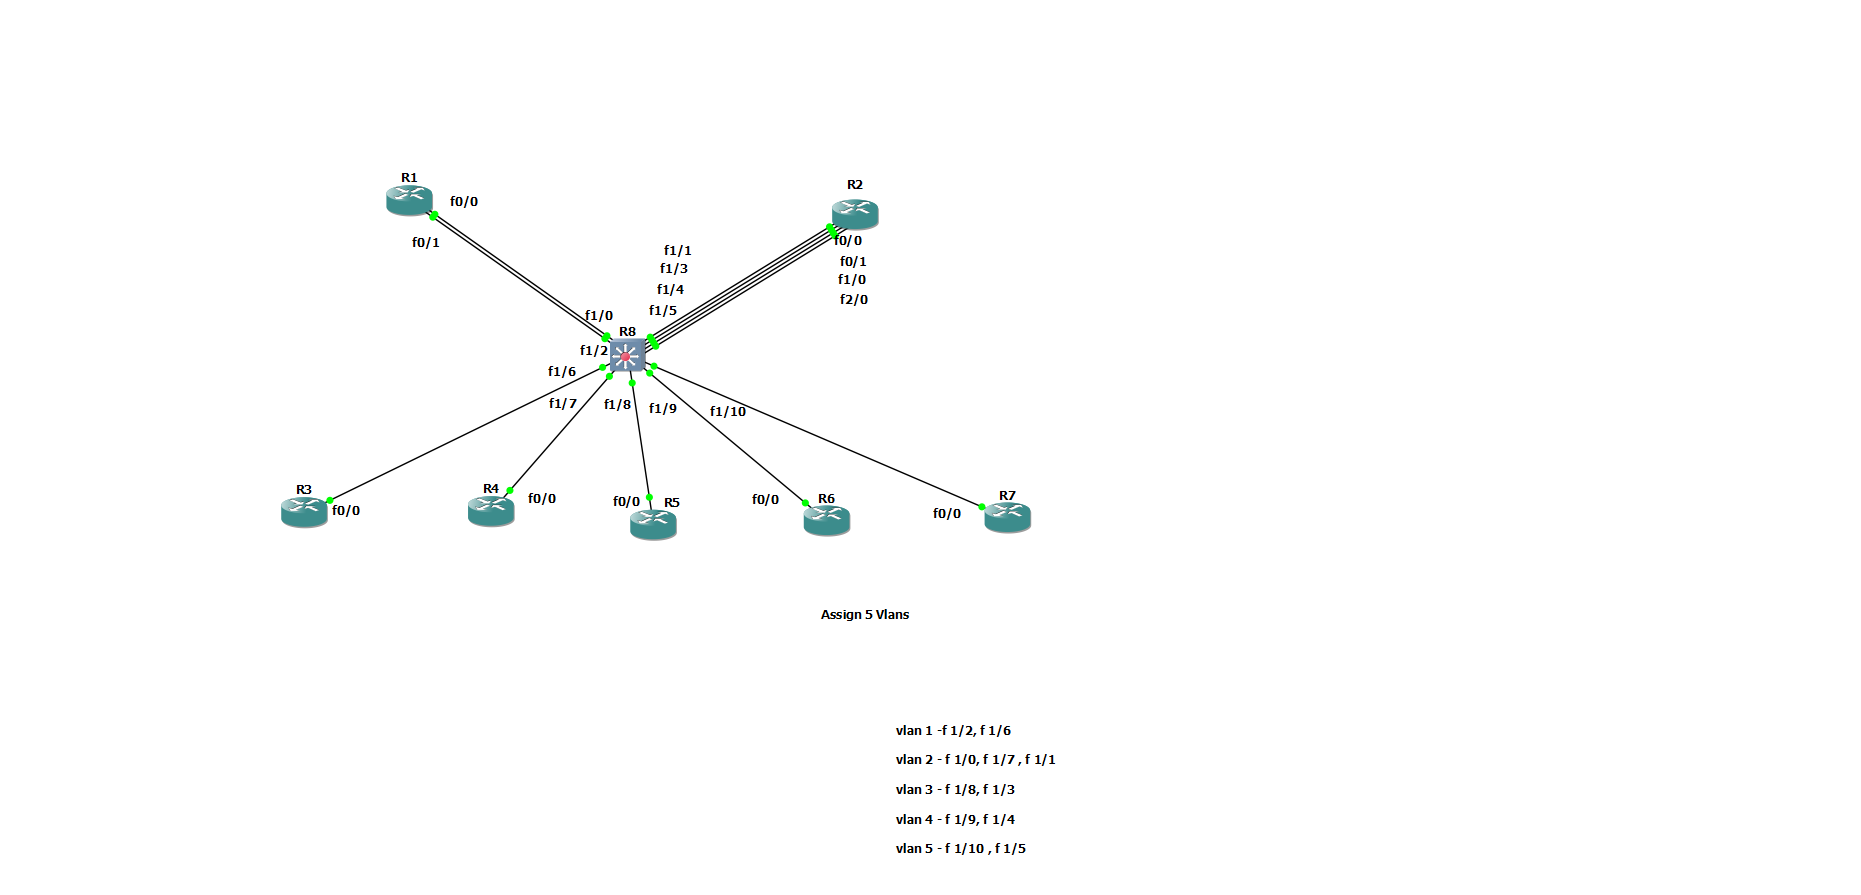 R1
f0/0
f0/1
R2
f0/0
f0/1
f1/0
f2/0
f1/1
f1/3
f1/4
f1/5
f1/0
R8
f1/2
f1/6
f1/7
f1/8
f1/9
f1/10
R3
f0/0
R4
f0/0
f0/0
R5
f0/0
R6
f0/0
R7
Assign 5 Vlans
vlan 1 -f 1/2, f 1/6
vlan 2 - f 1/0, f 1/7 , f 1/1
vlan 3 - f 1/8, f 1/3
vlan 4 - f 1/9, f 1/4
vlan 5 - f 1/10 , f 1/5